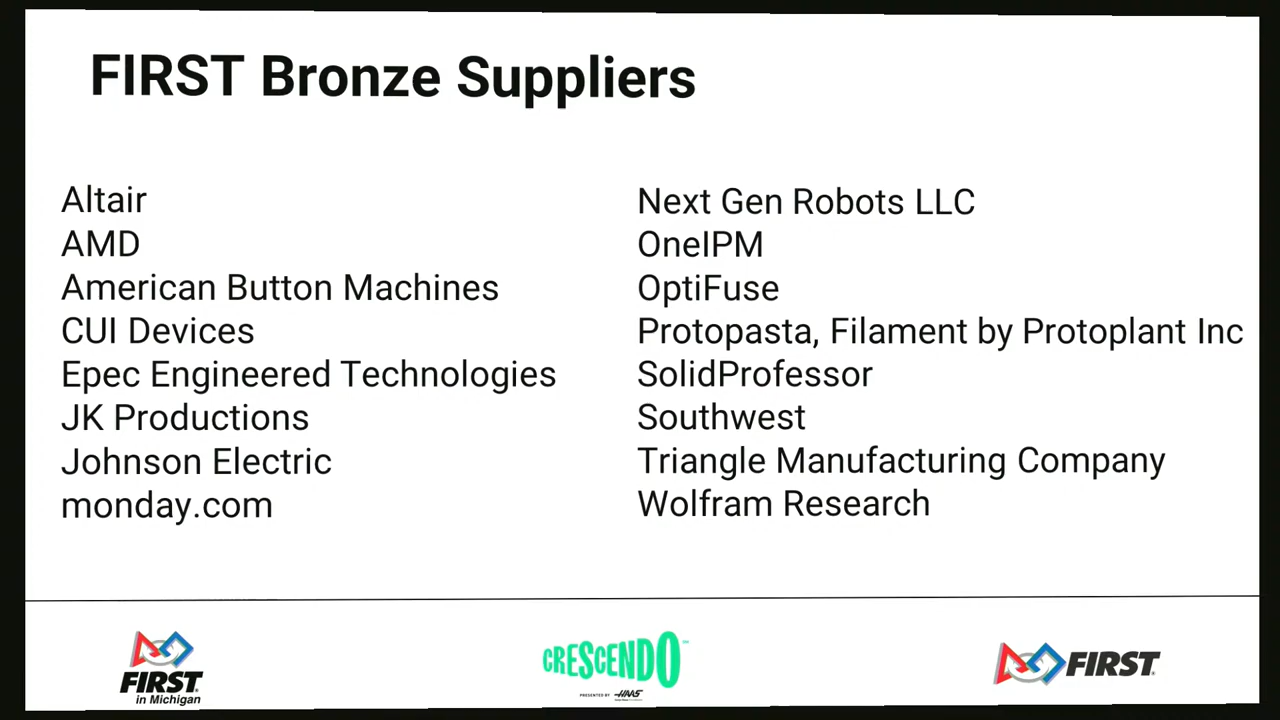 FIRST Bronze Suppliers
Altair
AMD
American Button Machines
CUI Devices
Epec Engineered Technologies
JK Productions
Johnson Electric
monday.com
Next Gen Robots LLC
OneIPM
OptiFuse
Protopasta, Filament by Protoplant Inc
SolidProfessor
Southwest
Triangle Manufacturing Company
Wolfram Research
FIRST
in Michigan
CRESCENDO
PRESENTED BY HAAS
FIRST